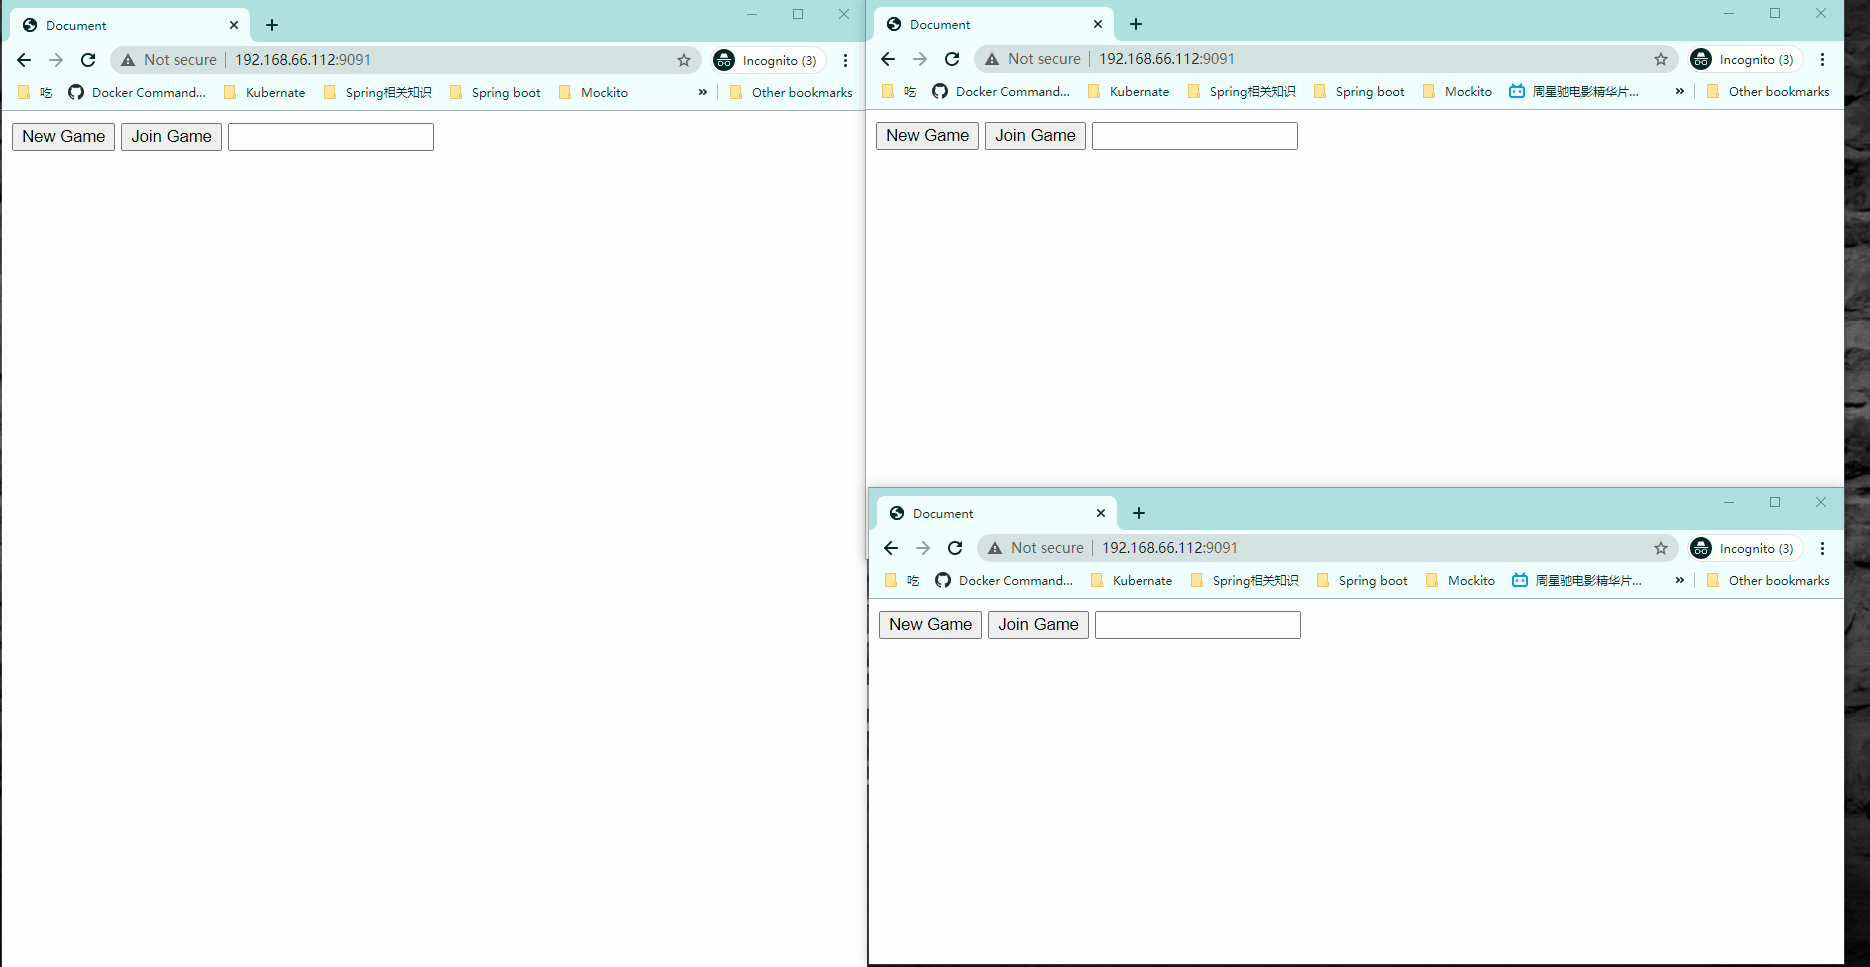 Document
Not secure 192.168.66.112:9091 Incognito (3)
吃 Docker Command... Kubernate Spring相关知识 Spring boot Mockito » Other bookmarks
New Game Join Game
Document
Not secure 192.168.66.112:9091 Incognito (3)
吃 Docker Command... Kubernate Spring相关知识 Spring boot Mockito 周星驰电影精华片... » Other bookmarks
New Game Join Game
Document
Not secure 192.168.66.112:9091 Incognito (3)
吃 Docker Command... Kubernate Spring相关知识 Spring boot Mockito 周星驰电影精华片... » Other bookmarks
New Game Join Game